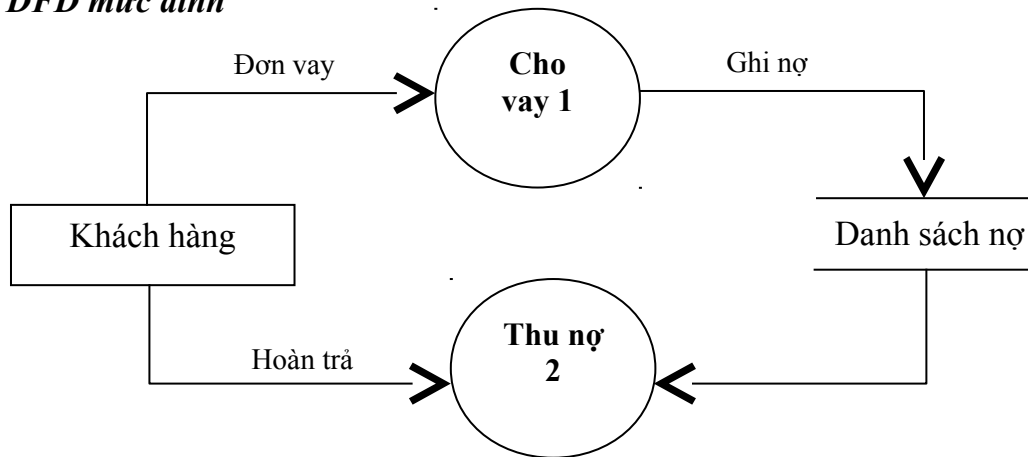 DFD mức đỉnh
Đơn vay
Cho
vay 1
Ghi nợ
Khách hàng
Danh sách nợ
Hoàn trả
Thu nợ
2